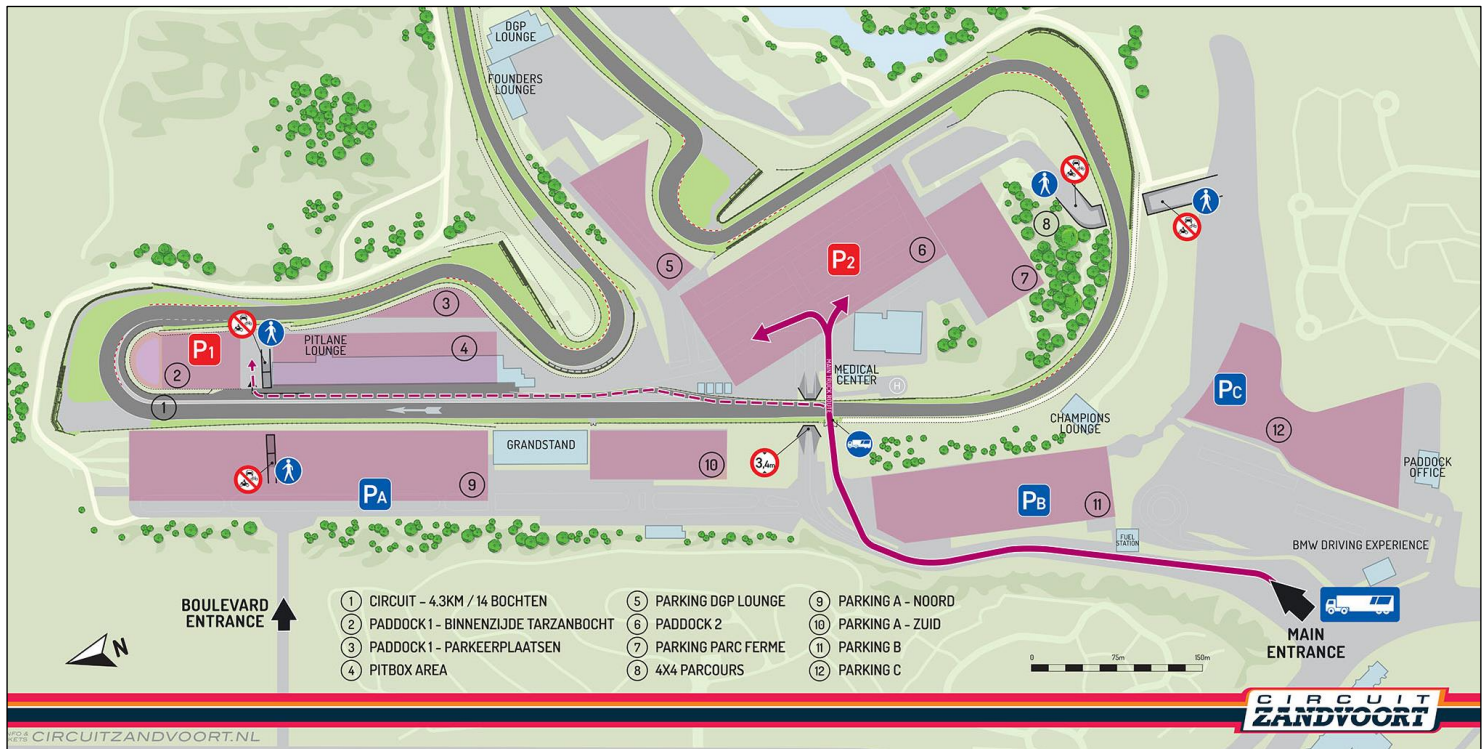 DGP
LOUNGE
FOUNDERS
LOUNGE
8
5
6
P2
7
3
P1
PITLANE
LOUNGE
4
2
MEDICAL
CENTER
H
MAIN TRUCK ROUTE
1
PC
CHAMPIONS
LOUNGE
12
GRANDSTAND
10
3,4m
PADDOCK
OFFICE
9
PA
PB
11
FUEL
STATION
BMW DRIVING EXPERIENCE
BOULEVARD
ENTRANCE
N
1 CIRCUIT - 4.3KM / 14 BOCHTEN
2 PADDOCK 1 - BINNENZIJDE TARZANBOCHT
3 PADDOCK 1 - PARKEERPLAATSEN
4 PITBOX AREA
5 PARKING DGP LOUNGE
6 PADDOCK 2
7 PARKING PARC FERME
8 4X4 PARCOURS
9 PARKING A - NOORD
10 PARKING A - ZUID
11 PARKING B
12 PARKING C
0 75m 150m
MAIN
ENTRANCE
CIRCUIT
ZANDVOORT
CIRCUITZANDVOORT.NL